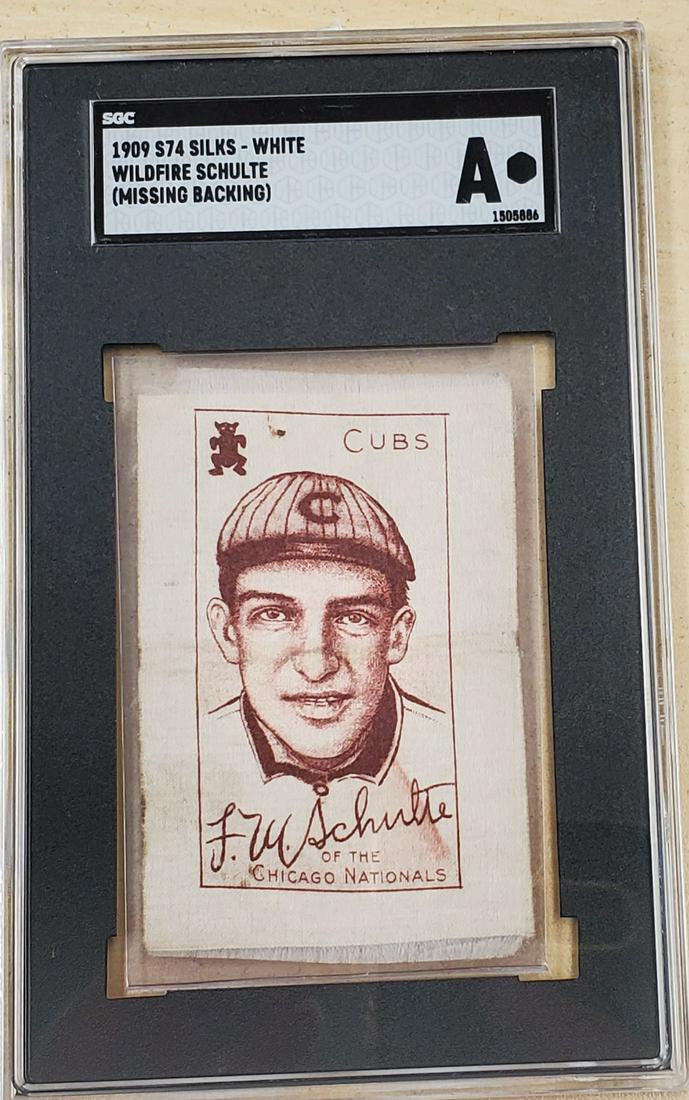 SGC
1909 S74 SILKS - WHITE
WILDFIRE SCHULTE
(MISSING BACKING)
A
1505886
CUBS
C
F. W. Schulte
OF THE
CHICAGO NATIONALS